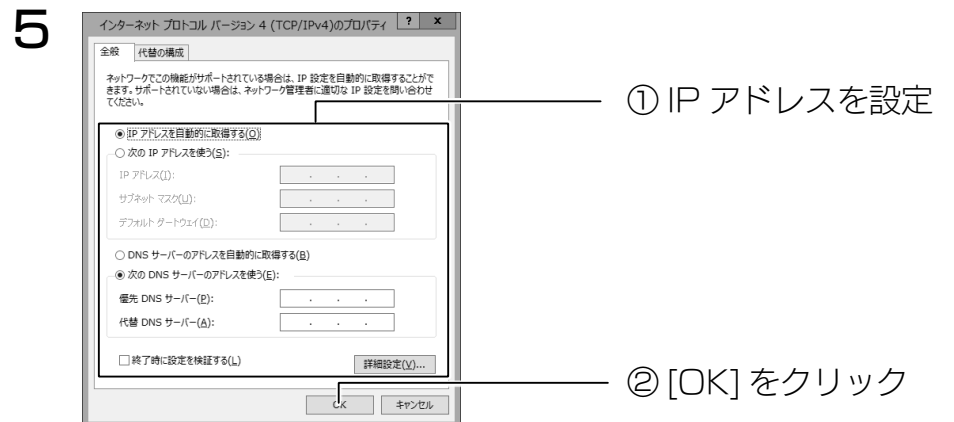 5
インターネット プロトコル バージョン 4 (TCP/IPv4)のプロパティ ? x
全般 代替の構成
ネットワークでこの機能がサポートされている場合は、IP 設定を自動的に取得することがで
きます。サポートされていない場合は、ネットワーク管理者に適切な IP 設定を問い合わせ
てください。
① IP アドレスを設定
IP アドレスを自動的に取得する(O)
次の IP アドレスを使う(S):
IP アドレス(I): . . .
サブネット マスク(U): . . .
デフォルト ゲートウェイ(D): . . .
DNS サーバーのアドレスを自動的に取得する(B)
次の DNS サーバーのアドレスを使う(E):
優先 DNS サーバー(P): . . .
代替 DNS サーバー(A): . . .
終了時に設定を検証する(L) 詳細設定(V)...
② [OK] をクリック
OK キャンセル